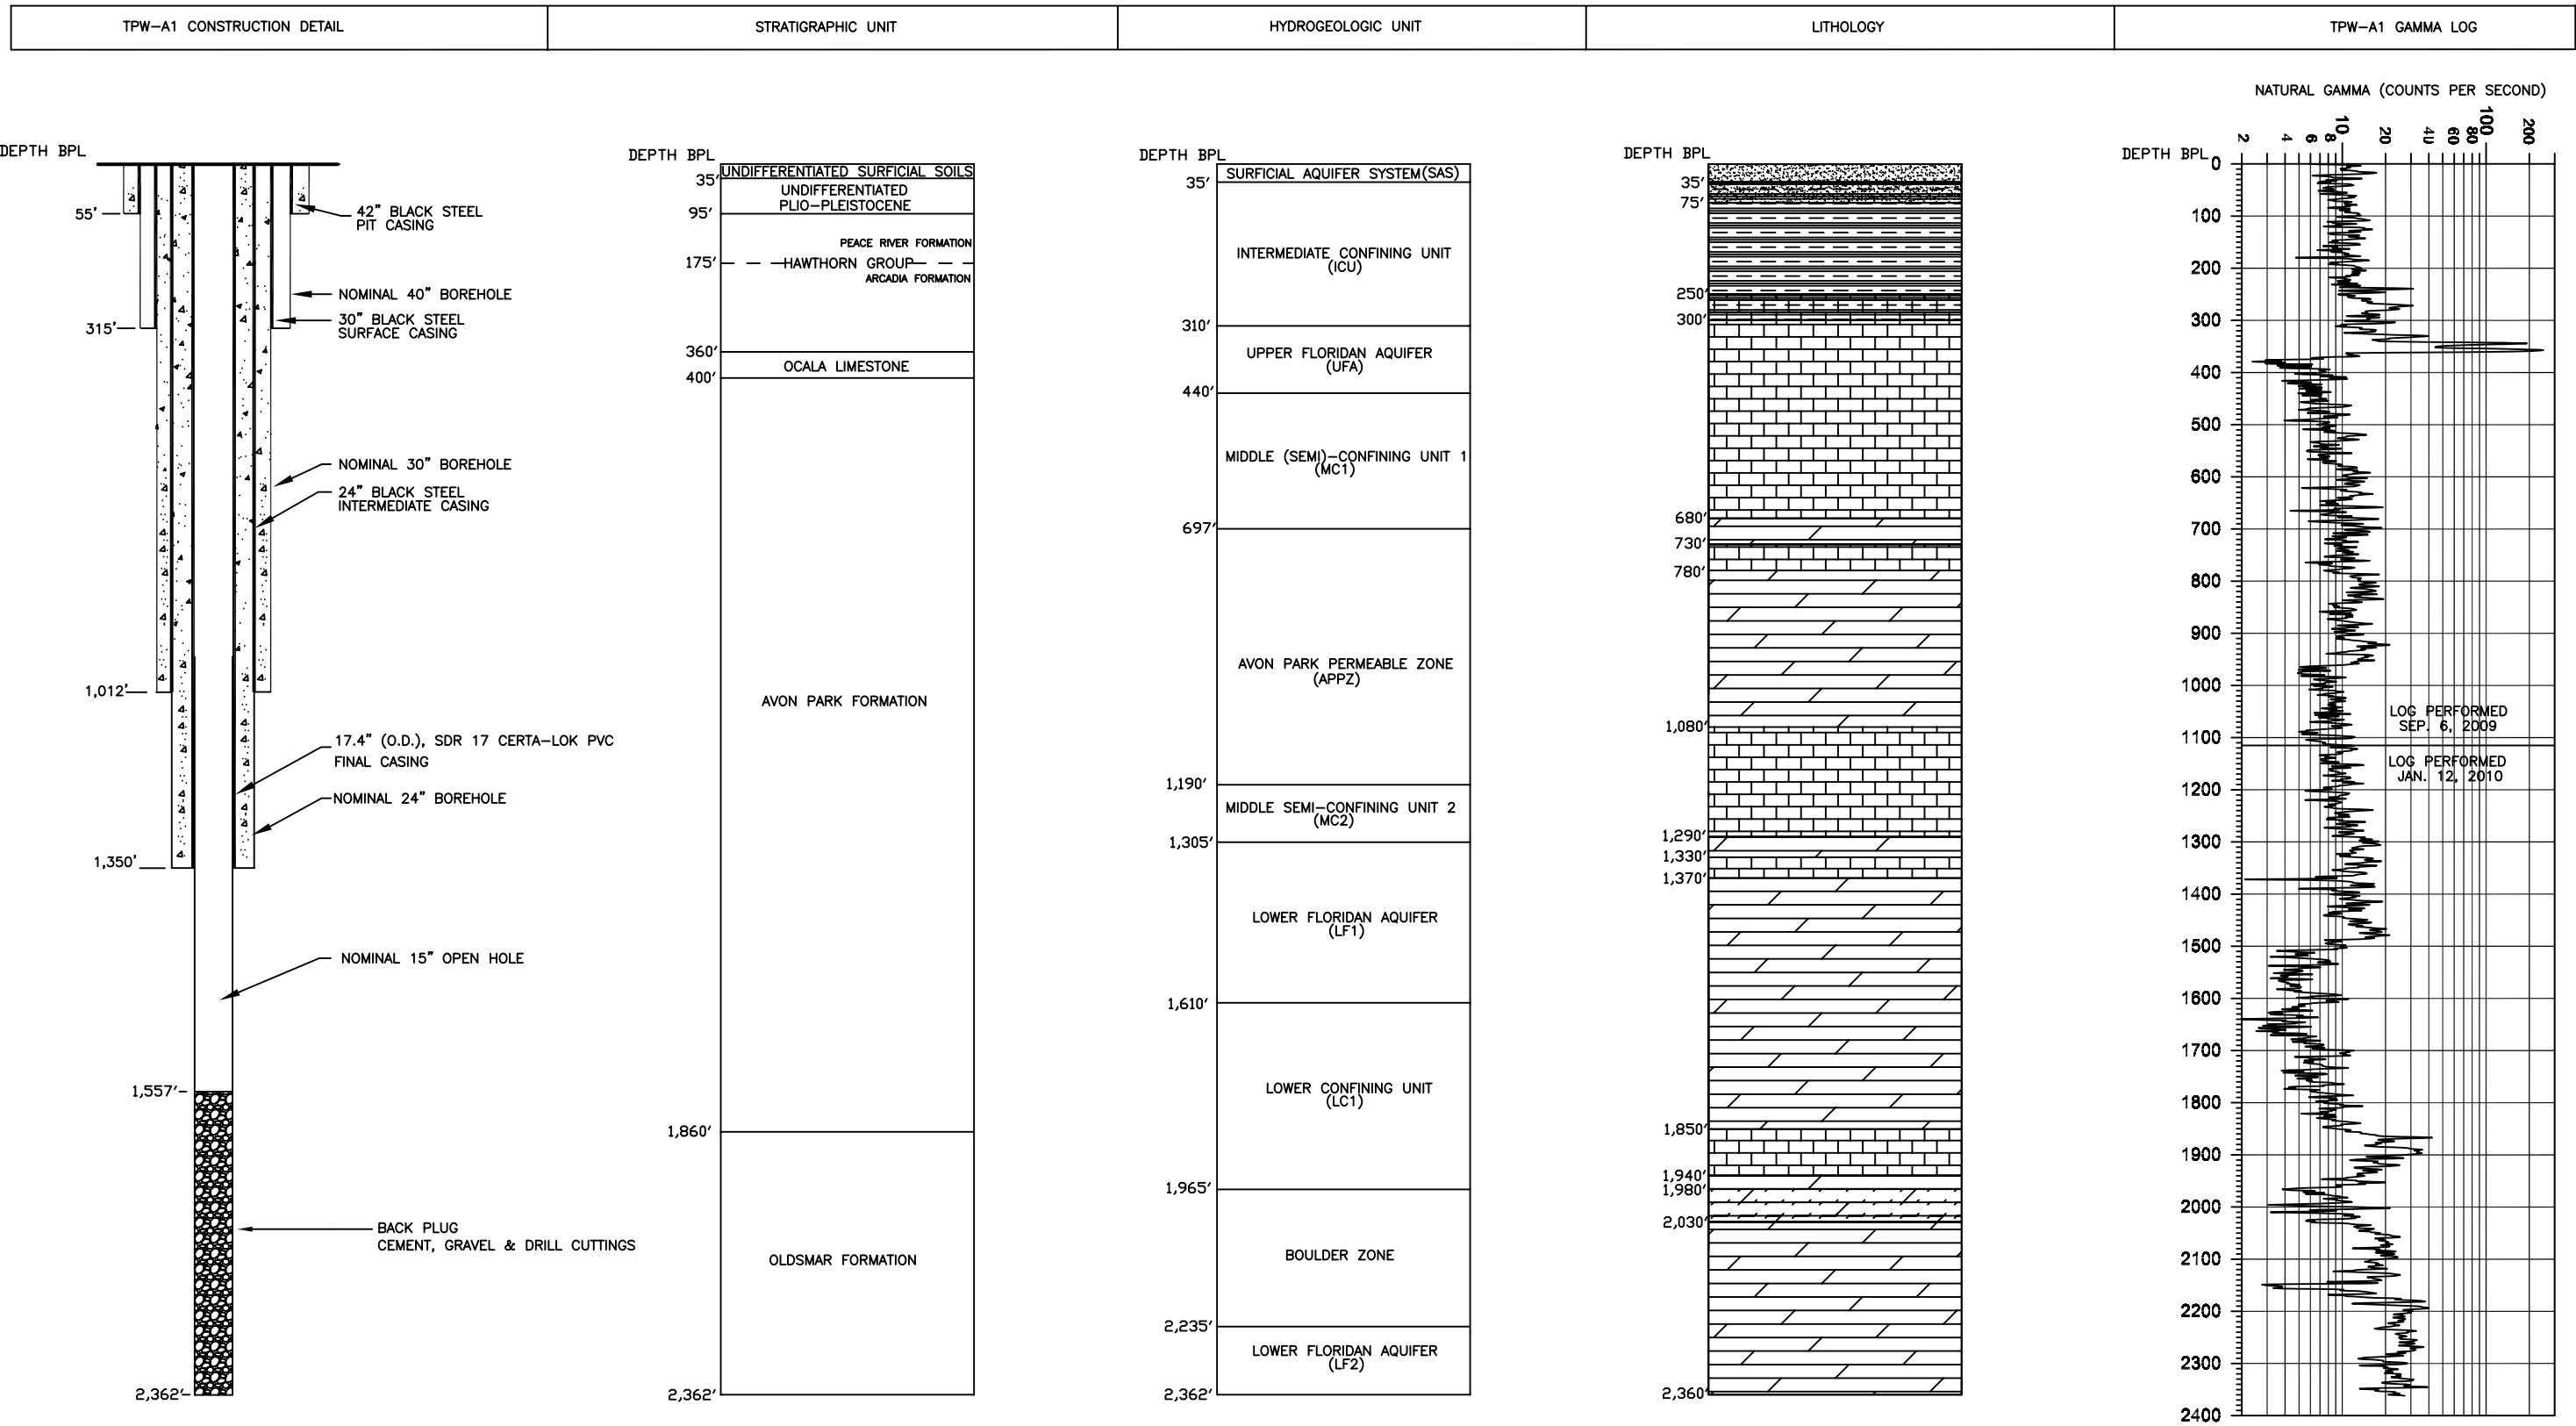 TPW-A1 CONSTRUCTION DETAIL
STRATIGRAPHIC UNIT
HYDROGEOLOGIC UNIT
LITHOLOGY
TPW-A1 GAMMA LOG
DEPTH BPL
55'
315'
1,012'
1,350'
1,557'
2,362'
42" BLACK STEEL
PIT CASING
NOMINAL 40" BOREHOLE
30" BLACK STEEL
SURFACE CASING
NOMINAL 30" BOREHOLE
24" BLACK STEEL
INTERMEDIATE CASING
17.4" (O.D.), SDR 17 CERTA-LOK PVC
FINAL CASING
NOMINAL 24" BOREHOLE
NOMINAL 15" OPEN HOLE
BACK PLUG
CEMENT, GRAVEL & DRILL CUTTINGS
DEPTH BPL
UNDIFFERENTIATED SURFICIAL SOILS
35'
UNDIFFERENTIATED
PLIO-PLEISTOCENE
95'
PEACE RIVER FORMATION
175'
HAWTHORN GROUP
ARCADIA FORMATION
360'
OCALA LIMESTONE
400'
AVON PARK FORMATION
1,860'
OLDSMAR FORMATION
2,362'
DEPTH BPL
SURFICIAL AQUIFER SYSTEM(SAS)
35'
INTERMEDIATE CONFINING UNIT
(ICU)
310'
UPPER FLORIDAN AQUIFER
(UFA)
440'
MIDDLE (SEMI)-CONFINING UNIT 1
(MC1)
697'
AVON PARK PERMEABLE ZONE
(APPZ)
1,190'
MIDDLE SEMI-CONFINING UNIT 2
(MC2)
1,305'
LOWER FLORIDAN AQUIFER
(LF1)
1,610'
LOWER CONFINING UNIT
(LC1)
1,965'
BOULDER ZONE
2,235'
LOWER FLORIDAN AQUIFER
(LF2)
2,362'
DEPTH BPL
35'
75'
250'
300'
680'
730'
780'
1,080'
1,290'
1,330'
1,370'
1,850'
1,940'
1,980'
2,030'
2,360'
NATURAL GAMMA (COUNTS PER SECOND)
2 4 6 8 10 20 40 60 80 100 200
DEPTH BPL
0
100
200
300
400
500
600
700
800
900
1000
LOG PERFORMED
SEP. 6, 2009
1100
LOG PERFORMED
JAN. 12, 2010
1200
1300
1400
1500
1600
1700
1800
1900
2000
2100
2200
2300
2400